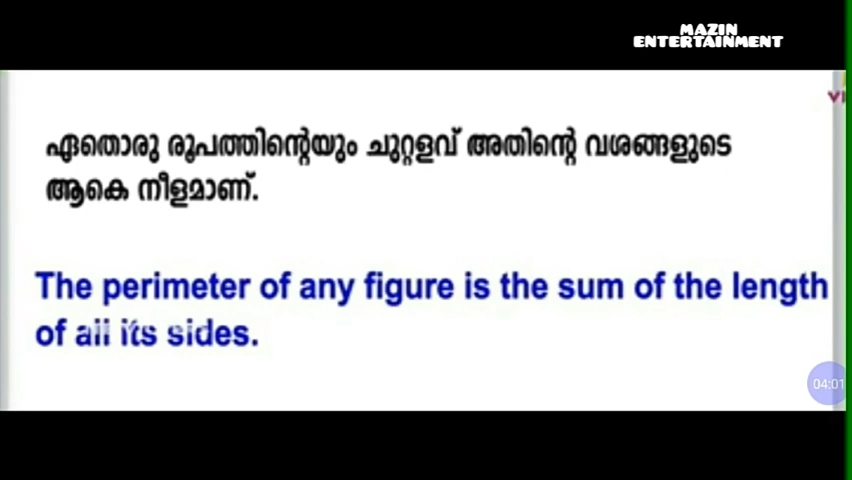 MAZIN
ENTERTAINMENT
ഏതൊരു രൂപത്തിന്റെയും ചുറ്റളവ് അതിന്റെ വശങ്ങളുടെ
ആകെ നീളമാണ്.
The perimeter of any figure is the sum of the length
of all its sides.
04:01